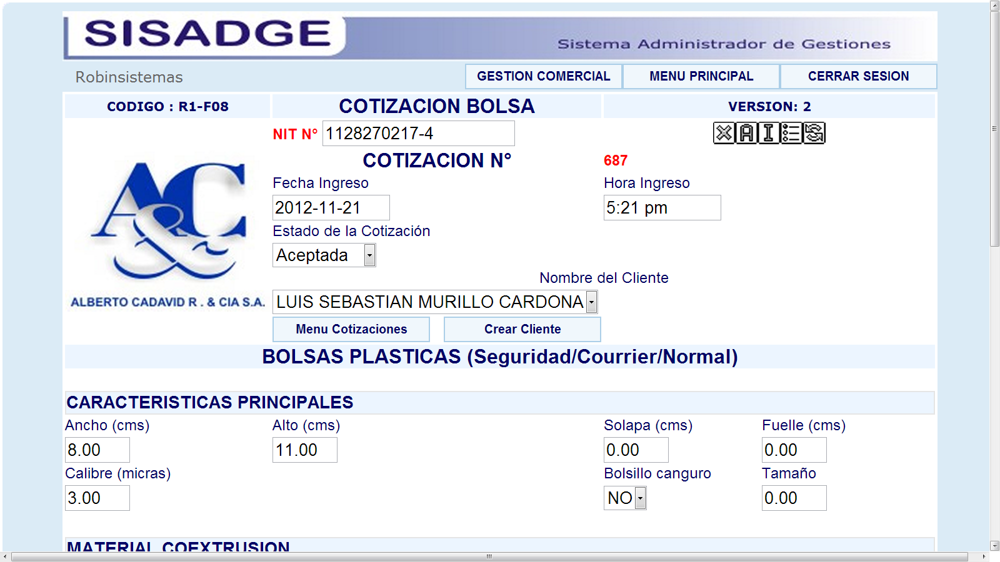 SISADGE
Sistema Administrador de Gestiones
Robinsistemas
GESTION COMERCIAL MENU PRINCIPAL CERRAR SESION
CODIGO : R1-F08 COTIZACION BOLSA VERSION: 2
NIT N° 1128270217-4
COTIZACION N° 687
Fecha Ingreso Hora Ingreso
2012-11-21 5:21 pm
Estado de la Cotización
Aceptada
Nombre del Cliente
A&C
ALBERTO CADAVID R . & CIA S.A. LUIS SEBASTIAN MURILLO CARDONA
Menu Cotizaciones Crear Cliente
BOLSAS PLASTICAS (Seguridad/Courrier/Normal)
CARACTERISTICAS PRINCIPALES
Ancho (cms) Alto (cms) Solapa (cms) Fuelle (cms)
8.00 11.00 0.00 0.00
Calibre (micras) Bolsillo canguro Tamaño
3.00 NO 0.00
MATERIAL COEXTRUSION